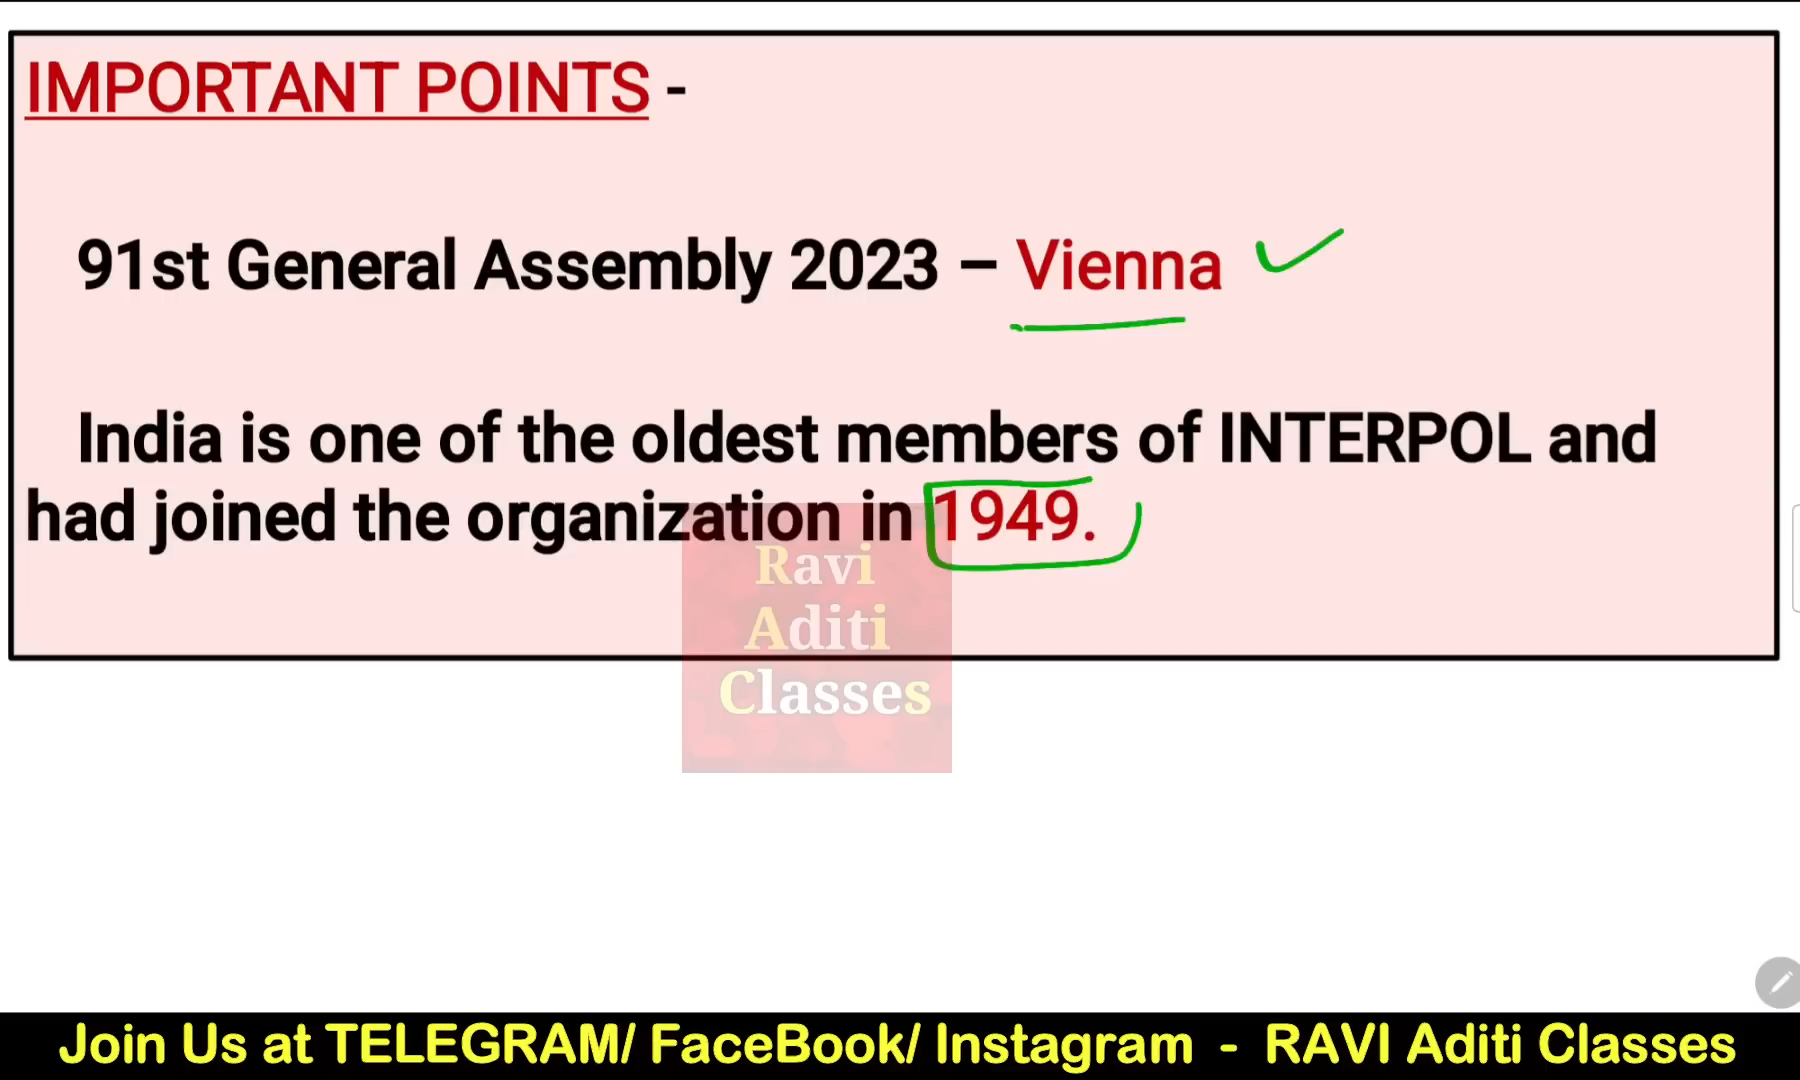 IMPORTANT POINTS -
91st General Assembly 2023 – Vienna
India is one of the oldest members of INTERPOL and
had joined the organization in 1949.
Ravi
Aditi
Classes
Join Us at TELEGRAM/ FaceBook/ Instagram - RAVI Aditi Classes